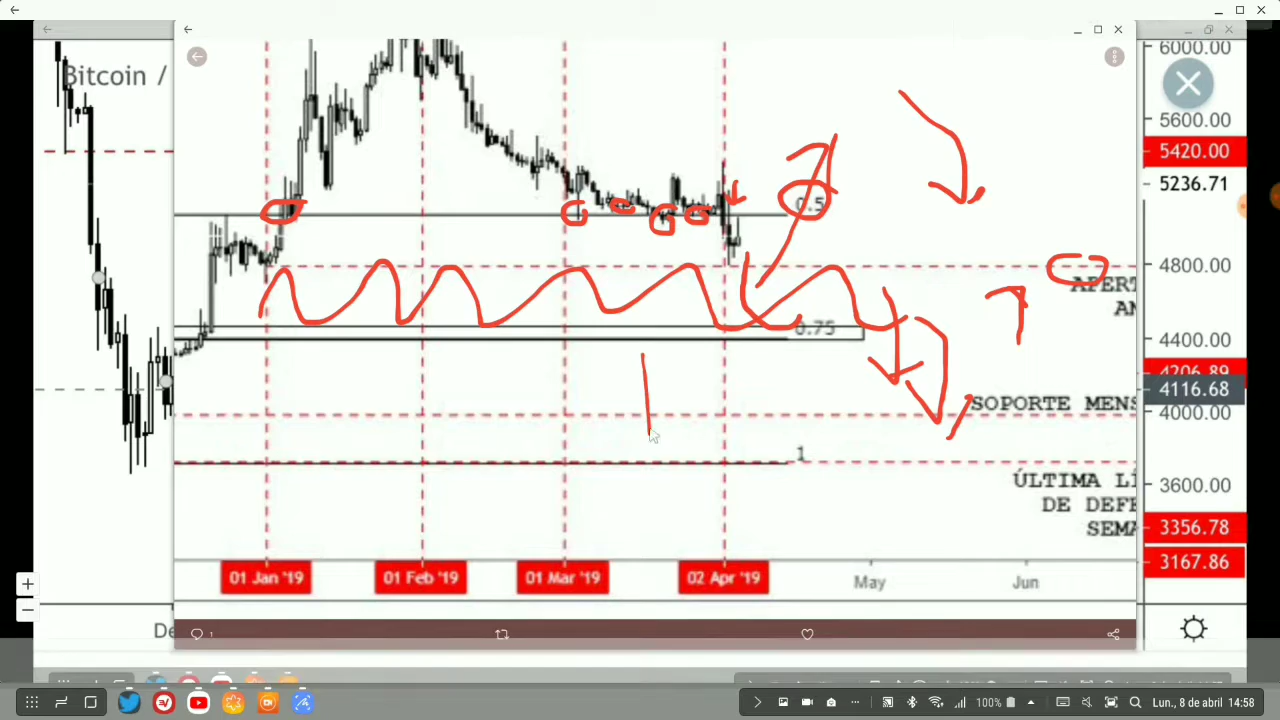 Bitcoin /
6000.00
5600.00
5420.00
5236.71
0.5
4800.00
APERT
AN
0.75
4400.00
4206.89
4116.68
SOPORTE MENS
4000.00
1
ÚLTIMA LÍ
3600.00
DE DEFE
SEMA
3356.78
3167.86
01 Jan '19
01 Feb '19
01 Mar '19
02 Apr '19
May
Jun
De
1
100%
Lun., 8 de abril
14:58